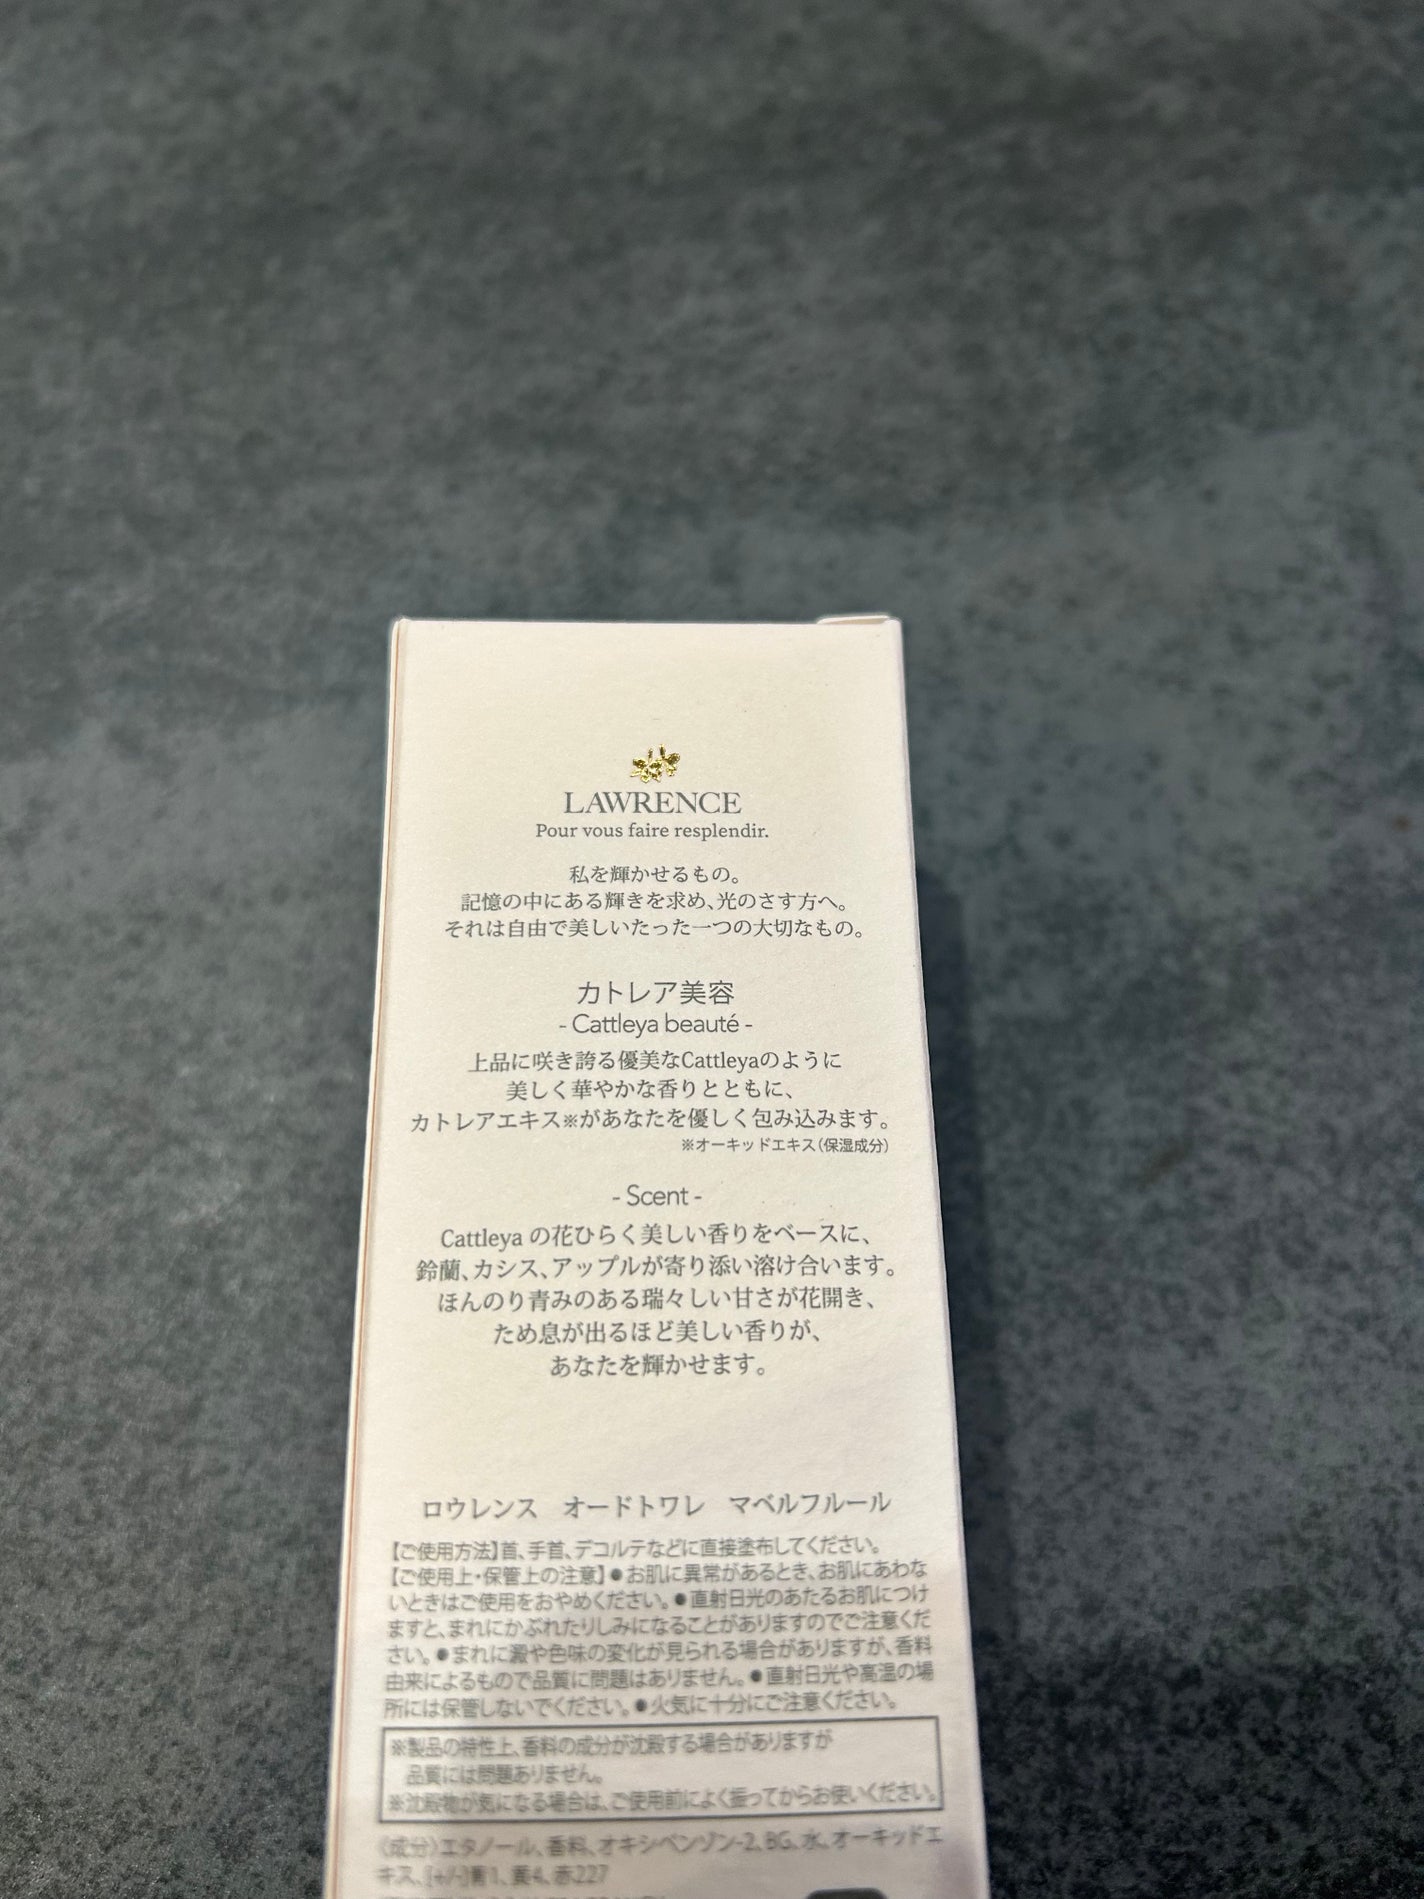 LAWRENCE
Pour vous faire resplendir.
私を輝かせるもの。
記憶の中にある輝きを求め、光のさす方へ。
それは自由で美しいたった一つの大切なもの。
カトレア美容
- Cattleya beauté -
上品に咲き誇る優美なCattleyaのように
美しく華やかな香りとともに、
カトレアエキス※があなたを優しく包み込みます。
※オーキッドエキス(保湿成分)
- Scent -
Cattleya の花ひらく美しい香りをベースに、
鈴蘭、カシス、アップルが寄り添い溶け合います。
ほんのり青みのある瑞々しい甘さが花開き、
ため息が出るほど美しい香りが、
あなたを輝かせます。
ロウレンス　オードトワレ　マベルフルール
【ご使用方法】首、手首、デコルテなどに直接塗布してください。
【ご使用上・保管上の注意】●お肌に異常があるとき、お肌にあわな
いときはご使用をおやめください。●直射日光のあたるお肌につけ
ますと、まれにかぶれたりしみになることがありますのでご注意くだ
さい。●まれに澱や色味の変化が見られる場合がありますが、香料
由来によるもので品質に問題はありません。●直射日光や高温の場
所には保管しないでください。●火気に十分にご注意ください。
※製品の特性上、香料の成分が沈殿する場合がありますが
品質には問題ありません。
※沈殿物が気になる場合は、ご使用前によく振ってからお使いください。
〈成分〉エタノール、香料、オキシベンゾン-2、BG、水、オーキッドエ
キス、[+/-]青1、黄4、赤227